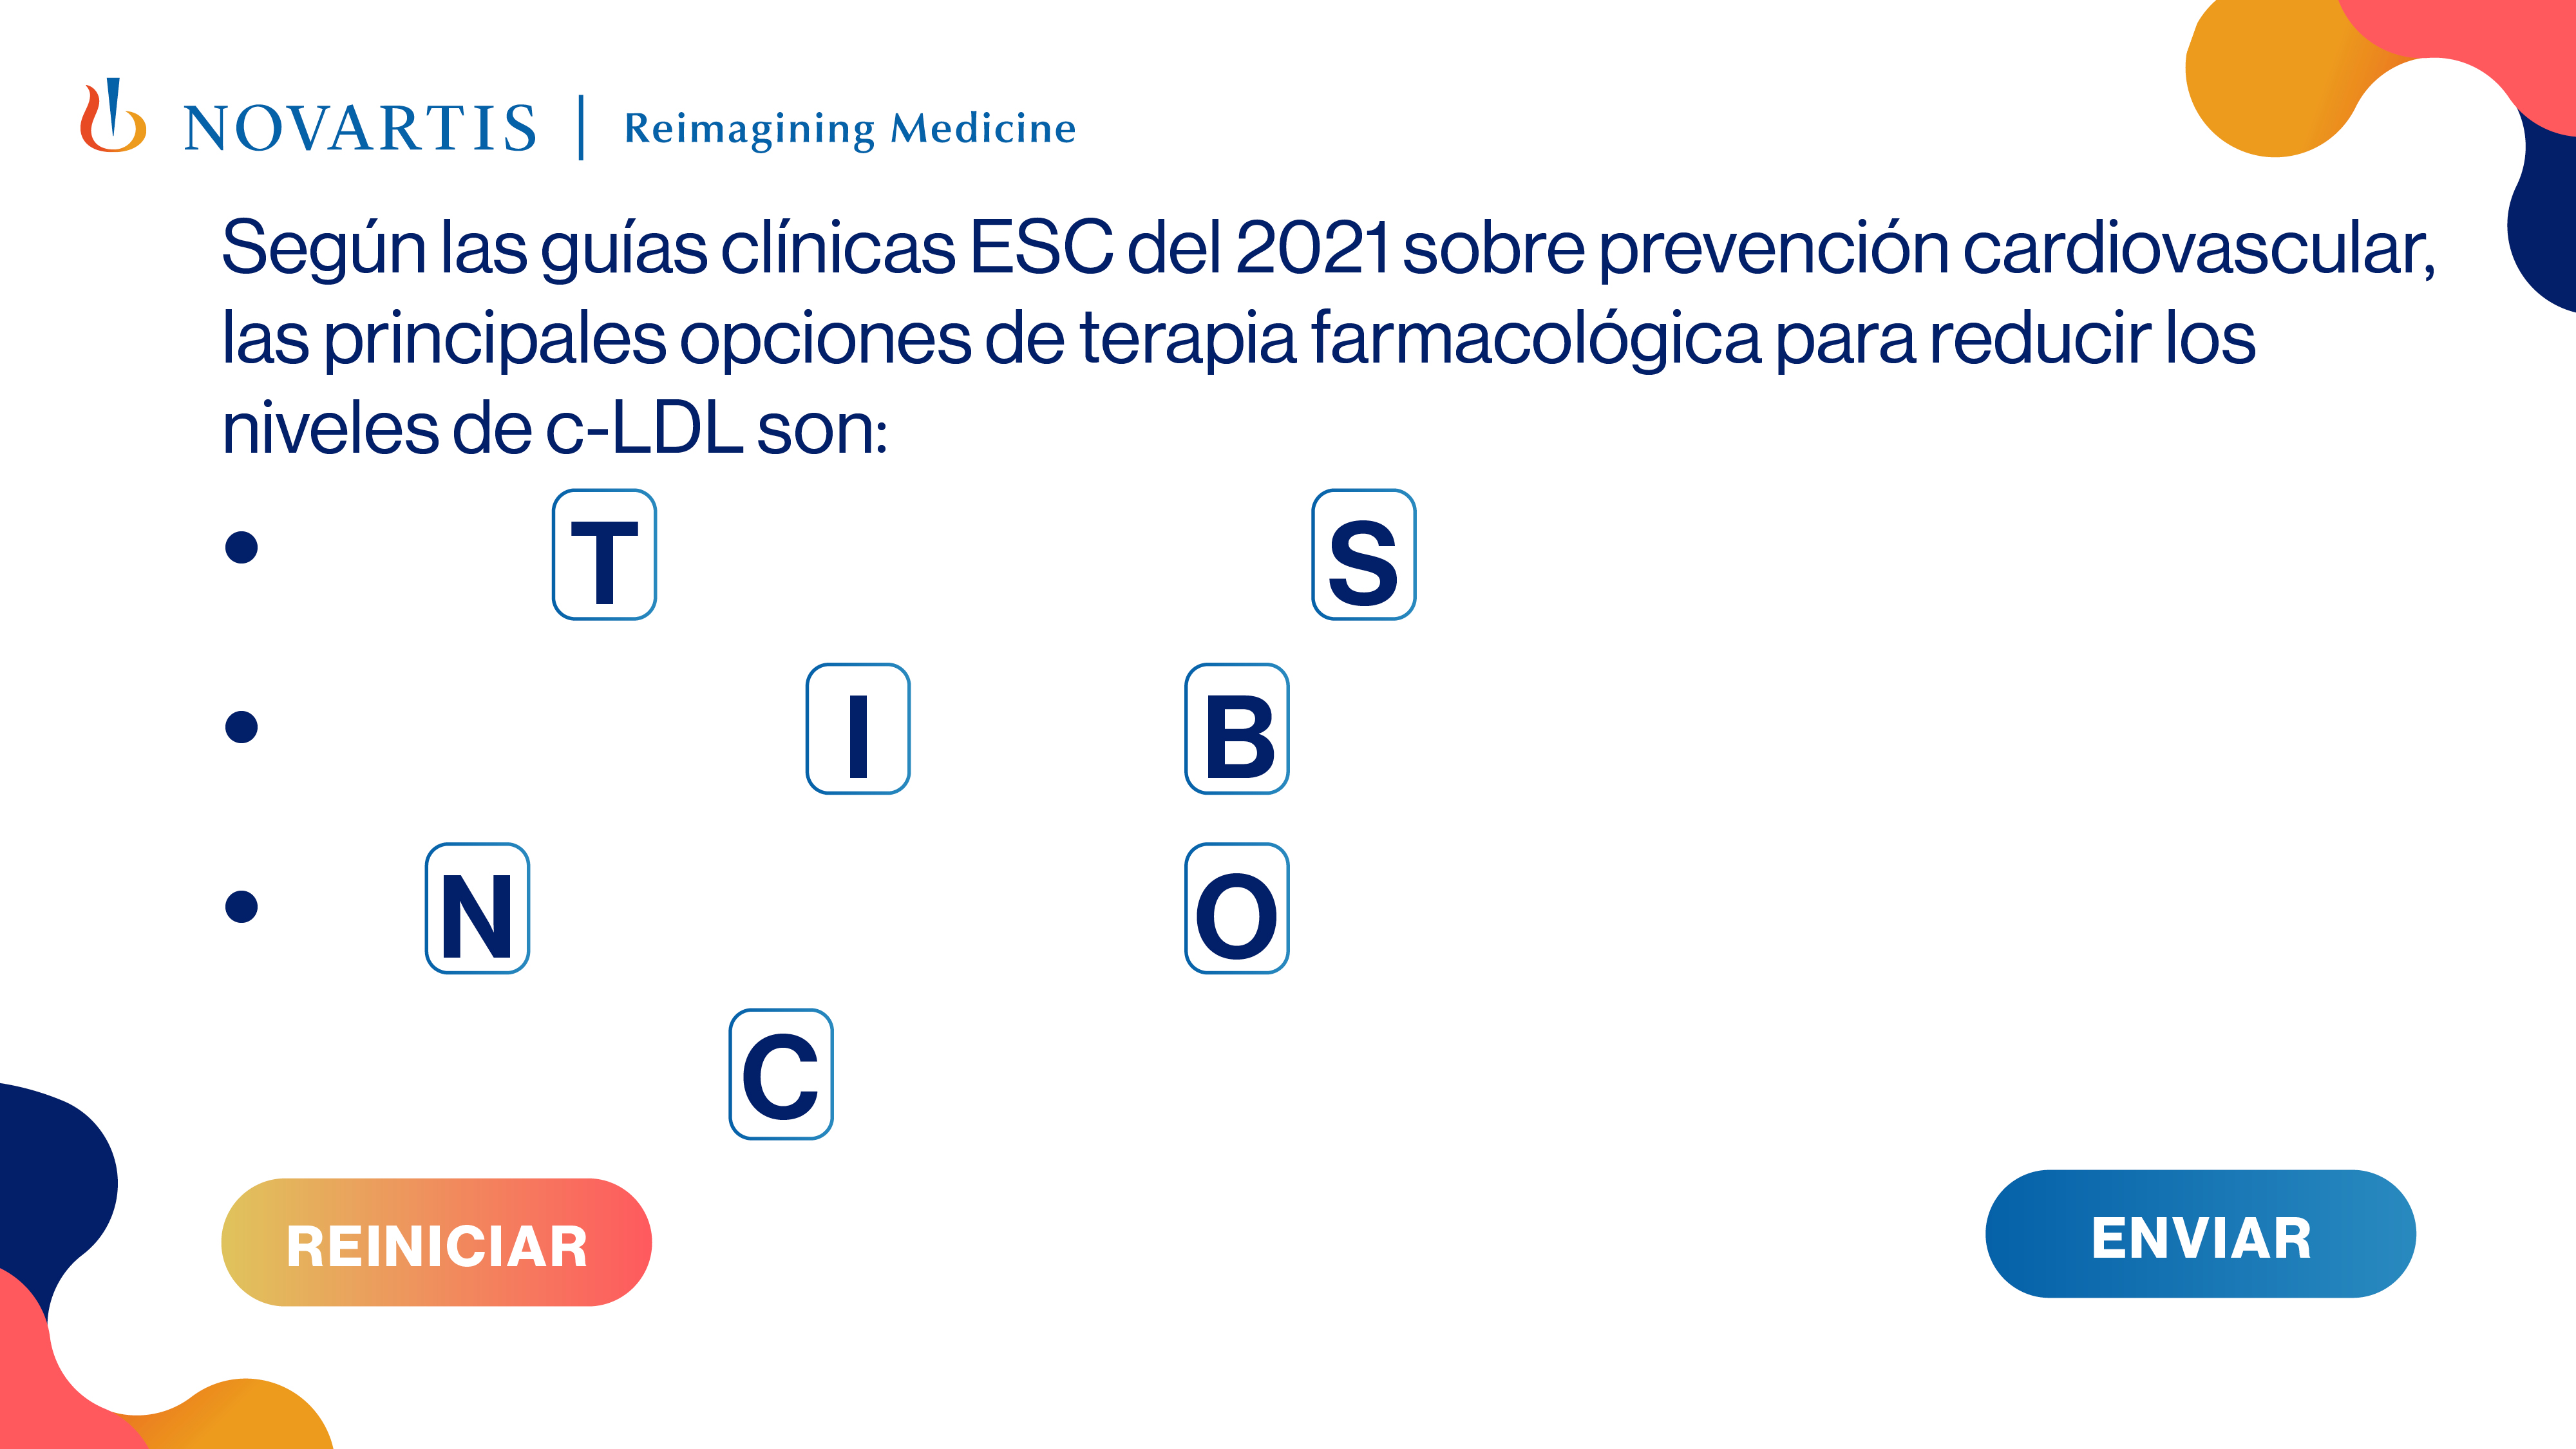 NOVARTIS | Reimagining Medicine
Según las guías clínicas ESC del 2021 sobre prevención cardiovascular,
las principales opciones de terapia farmacológica para reducir los
niveles de c-LDL son:
• T S
• I B
• N O
C
REINICIAR
ENVIAR